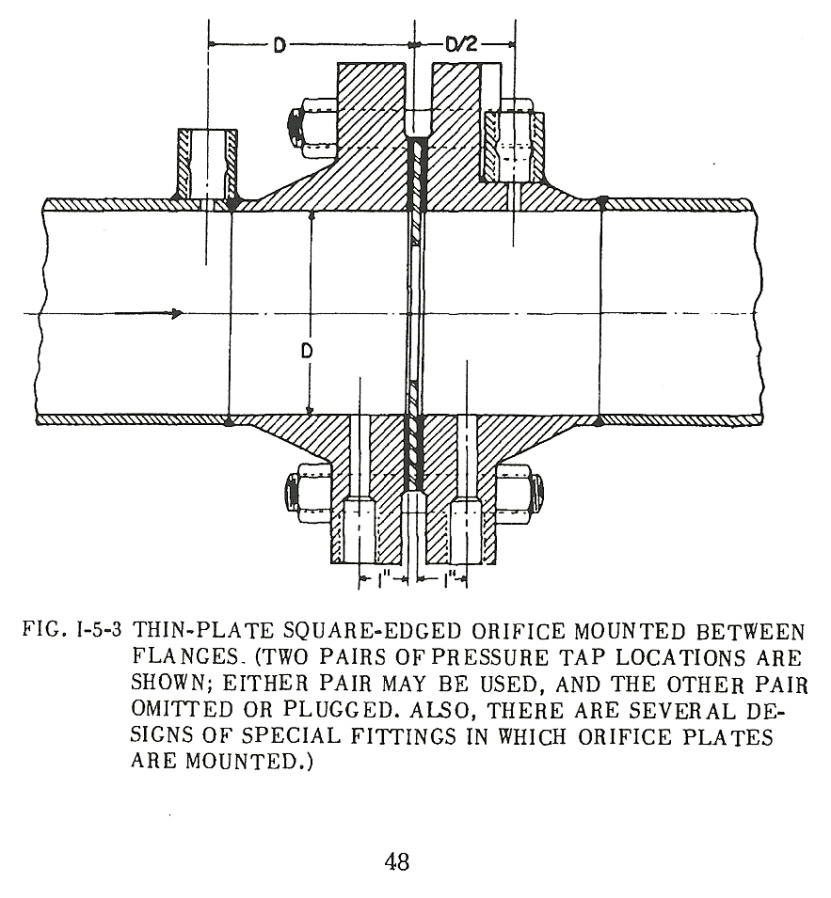 D
D/2
D
1"
1"
FIG. I-5-3 THIN-PLATE SQUARE-EDGED ORIFICE MOUNTED BETWEEN
FLANGES. (TWO PAIRS OF PRESSURE TAP LOCATIONS ARE
SHOWN; EITHER PAIR MAY BE USED, AND THE OTHER PAIR
OMITTED OR PLUGGED. ALSO, THERE ARE SEVERAL DE-
SIGNS OF SPECIAL FITTINGS IN WHICH ORIFICE PLATES
ARE MOUNTED.)
48